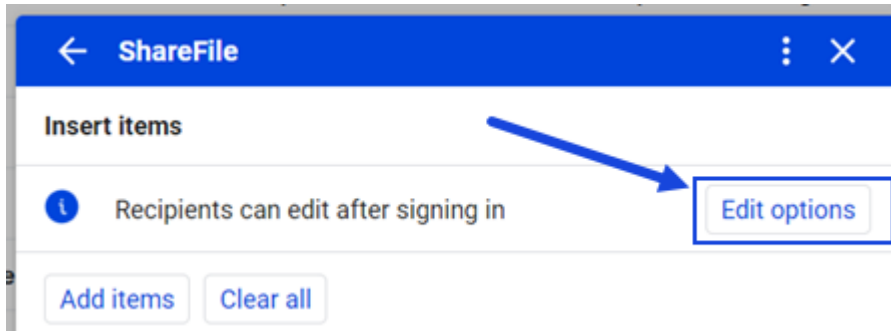 ShareFile
Insert items
Recipients can edit after signing in
Edit options
Add items
Clear all